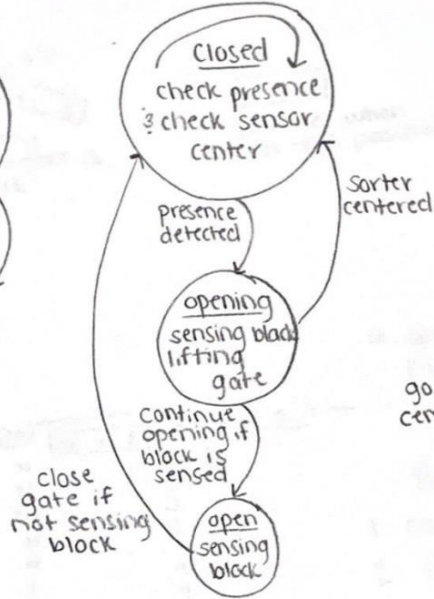 closed
check presence
& check sensor
center
presence
detected
sorter
centered
opening
sensing block
lifting
gate
continue
opening if
block is
sensed
close
gate if
not sensing
block
open
sensing
block
go
cen